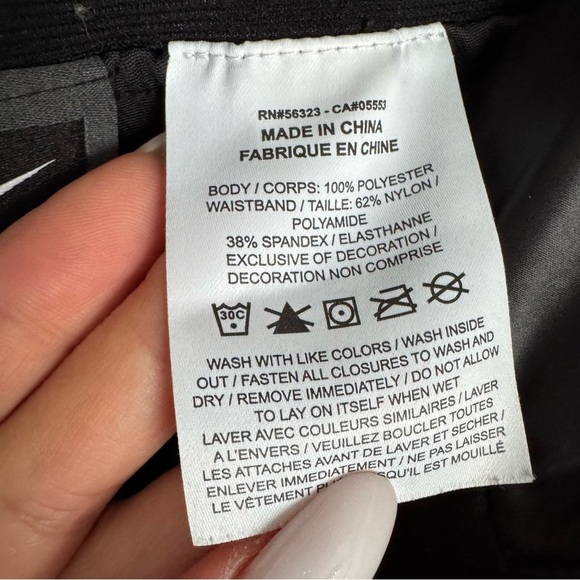 RN#56323 - CA#05553
MADE IN CHINA
FABRIQUE EN CHINE
BODY / CORPS: 100% POLYESTER
WAISTBAND / TAILLE: 62% NYLON /
POLYAMIDE
38% SPANDEX / ELASTHANNE
EXCLUSIVE OF DECORATION /
DECORATION NON COMPRISE
30C
WASH WITH LIKE COLORS / WASH INSIDE
OUT / FASTEN ALL CLOSURES TO WASH AND
DRY / REMOVE IMMEDIATELY / DO NOT ALLOW
TO LAY ON ITSELF WHEN WET
LAVER AVEC COULEURS SIMILAIRES / LAVER
A L'ENVERS / VEUILLEZ BOUCLER TOUTES
LES ATTACHES AVANT DE LAVER ET SECHER /
ENLEVER IMMEDIATEMENT / NE PAS LAISSER
LE VÊTEMENT QU'IL EST MOUILLÉ